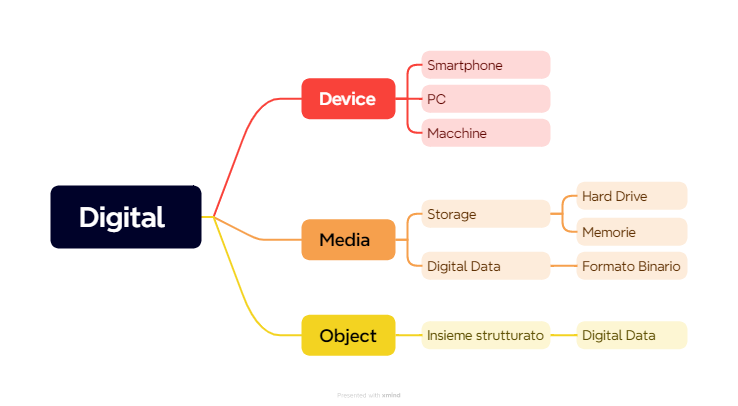 Digital
Device
Smartphone
PC
Macchine
Media
Storage
Hard Drive
Memorie
Digital Data
Formato Binario
Object
Insieme strutturato
Digital Data
Presented with xmind